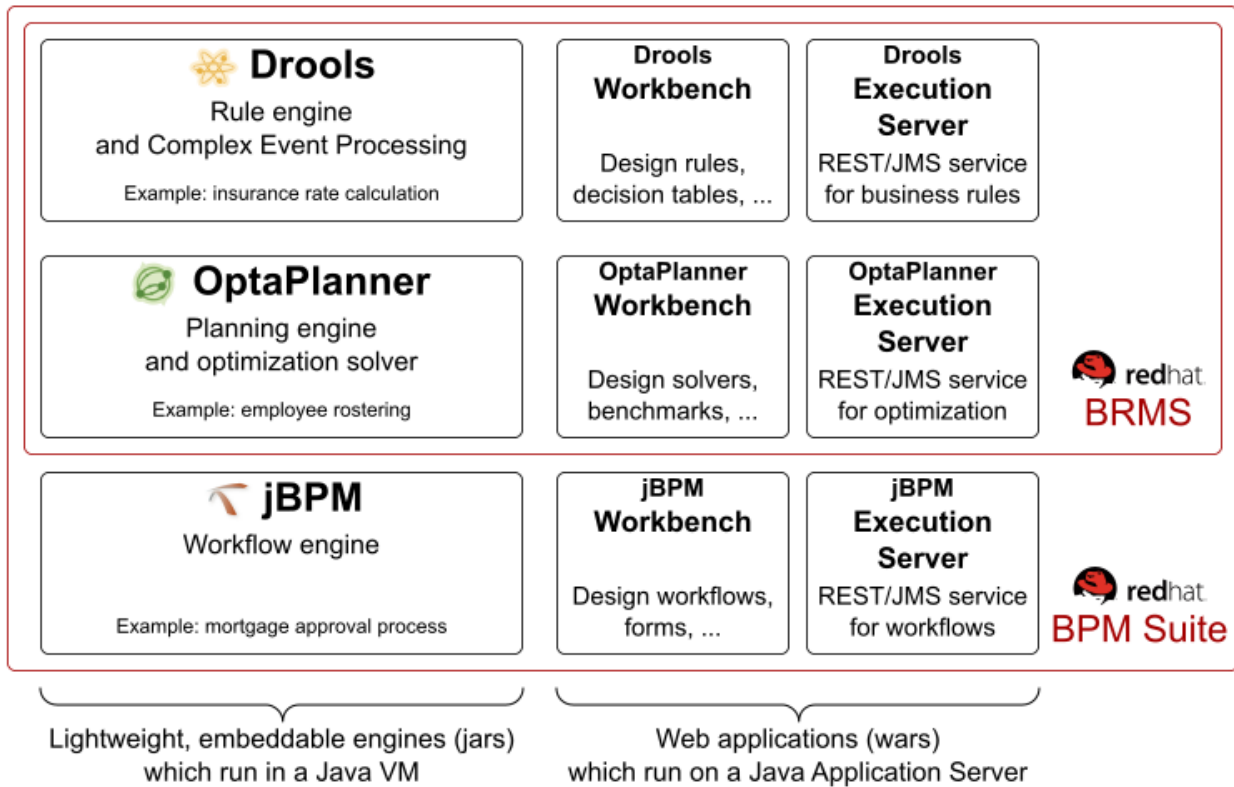 Drools
Rule engine
and Complex Event Processing
Example: insurance rate calculation
Drools
Workbench
Design rules,
decision tables, ...
Drools
Execution
Server
REST/JMS service
for business rules
OptaPlanner
Planning engine
and optimization solver
Example: employee rostering
OptaPlanner
Workbench
Design solvers,
benchmarks, ...
OptaPlanner
Execution
Server
REST/JMS service
for optimization
redhat.
BRMS
jBPM
Workflow engine
Example: mortgage approval process
jBPM
Workbench
Design workflows,
forms, ...
jBPM
Execution
Server
REST/JMS service
for workflows
redhat.
BPM Suite
Lightweight, embeddable engines (jars)
which run in a Java VM
Web applications (wars)
which run on a Java Application Server